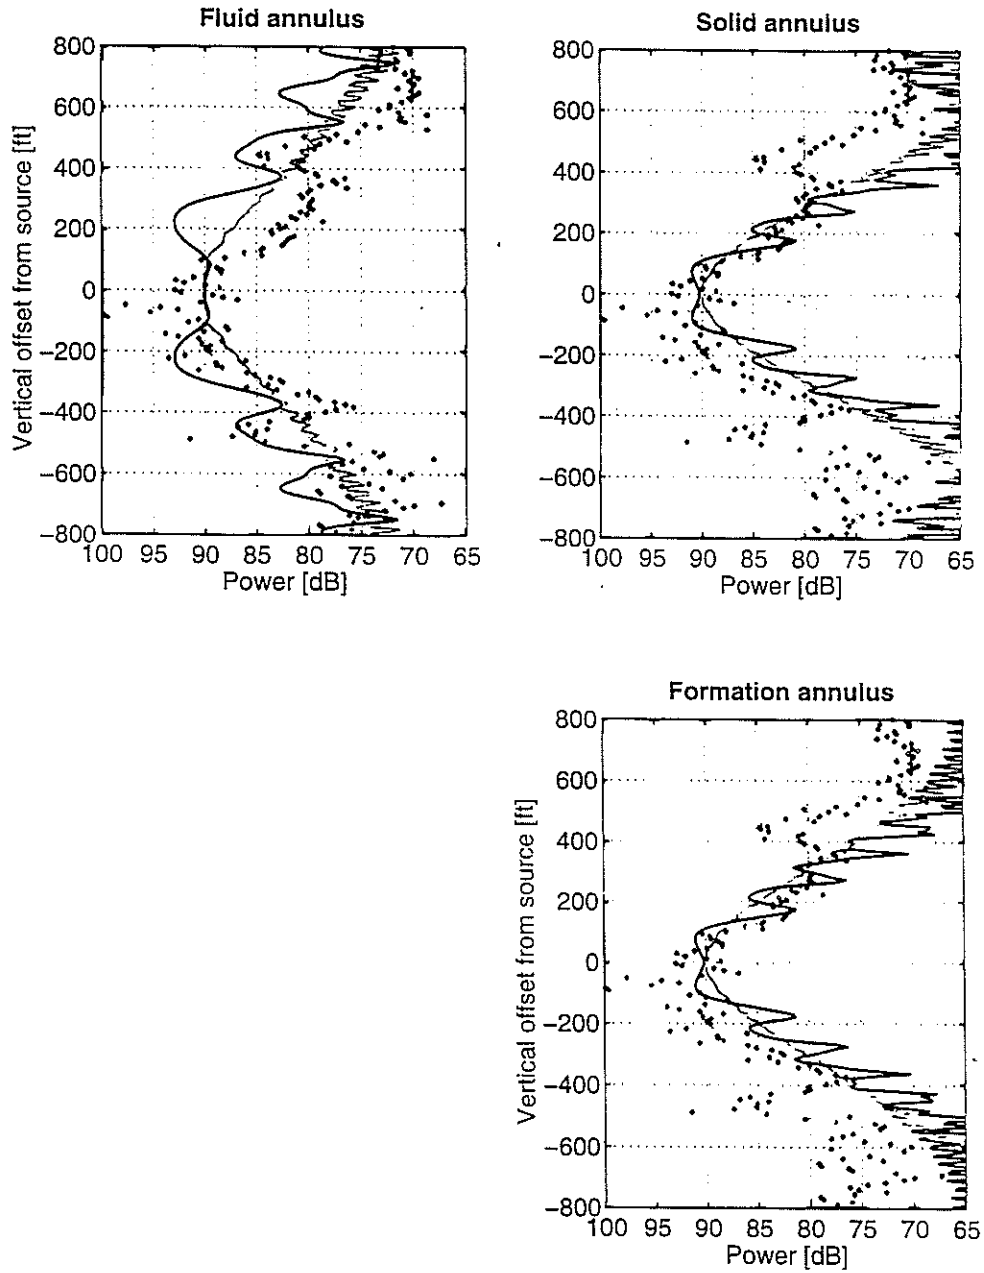 Fluid annulus
Vertical offset from source [ft]
800
600
400
200
0
−200
−400
−600
−800
100 95 90 85 80 75 70 65
Power [dB]
Solid annulus
800
600
400
200
0
−200
−400
−600
−800
100 95 90 85 80 75 70 65
Power [dB]
Formation annulus
Vertical offset from source [ft]
800
600
400
200
0
−200
−400
−600
−800
100 95 90 85 80 75 70 65
Power [dB]